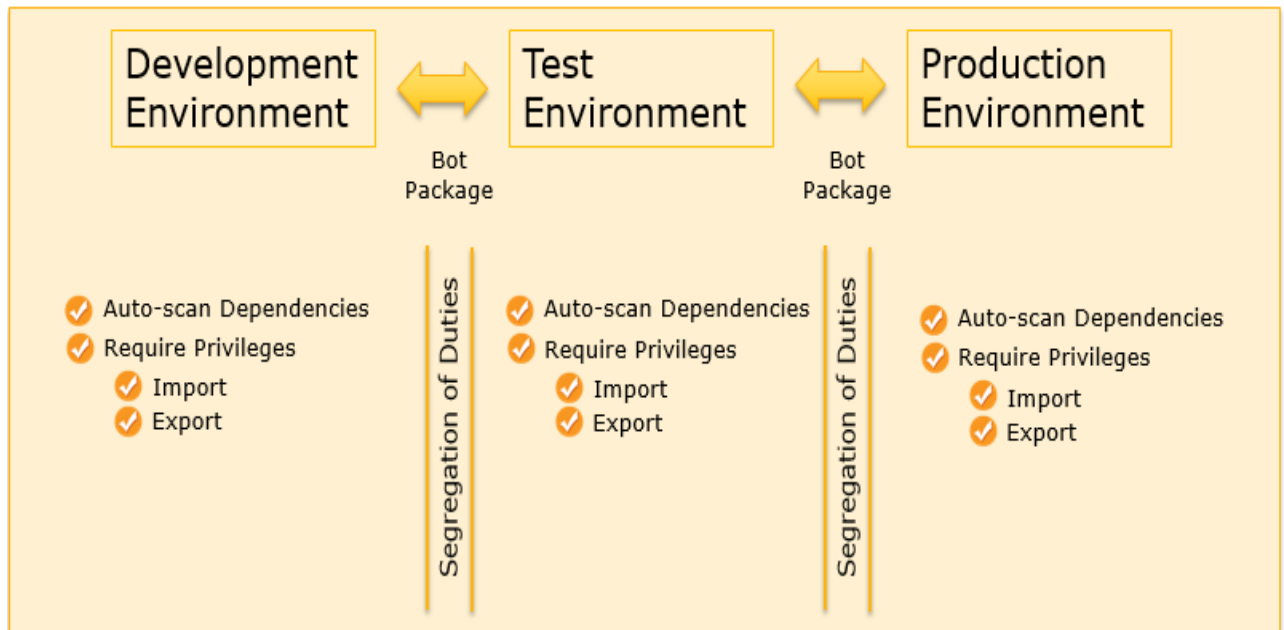 Development
Environment
Test
Environment
Production
Environment
Bot
Package
Bot
Package
Auto-scan Dependencies
Require Privileges
Import
Export
Segregation of Duties
Auto-scan Dependencies
Require Privileges
Import
Export
Segregation of Duties
Auto-scan Dependencies
Require Privileges
Import
Export